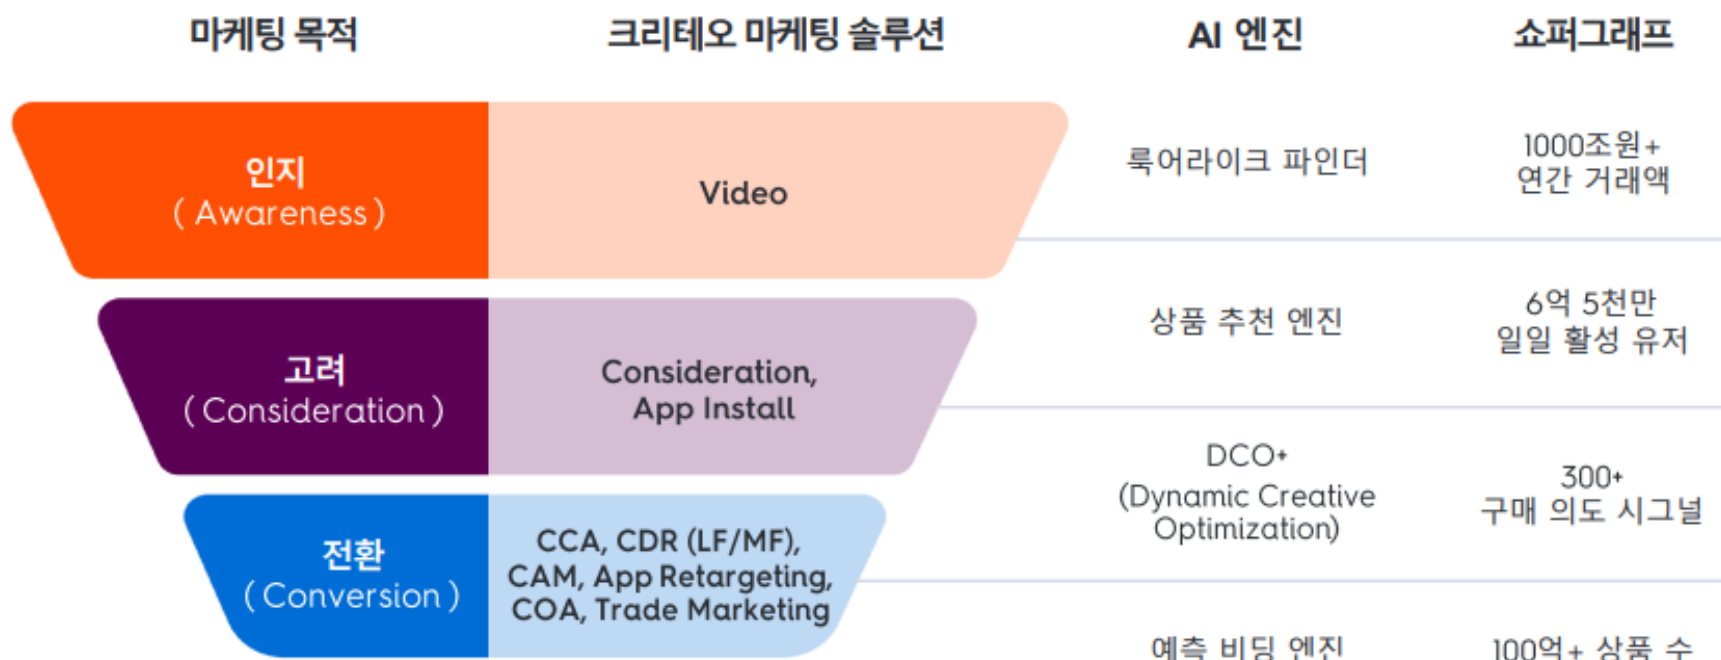 마케팅 목적
크리테오 마케팅 솔루션
AI 엔진
쇼퍼그래프
인지
( Awareness )
Video
룩어라이크 파인더
1000조원+
연간 거래액
고려
( Consideration )
Consideration,
App Install
상품 추천 엔진
6억 5천만
일일 활성 유저
DCO+
(Dynamic Creative
Optimization)
300+
구매 의도 시그널
전환
( Conversion )
CCA, CDR (LF/MF),
CAM, App Retargeting,
COA, Trade Marketing
예측 비딩 엔진
100억+ 상품 수